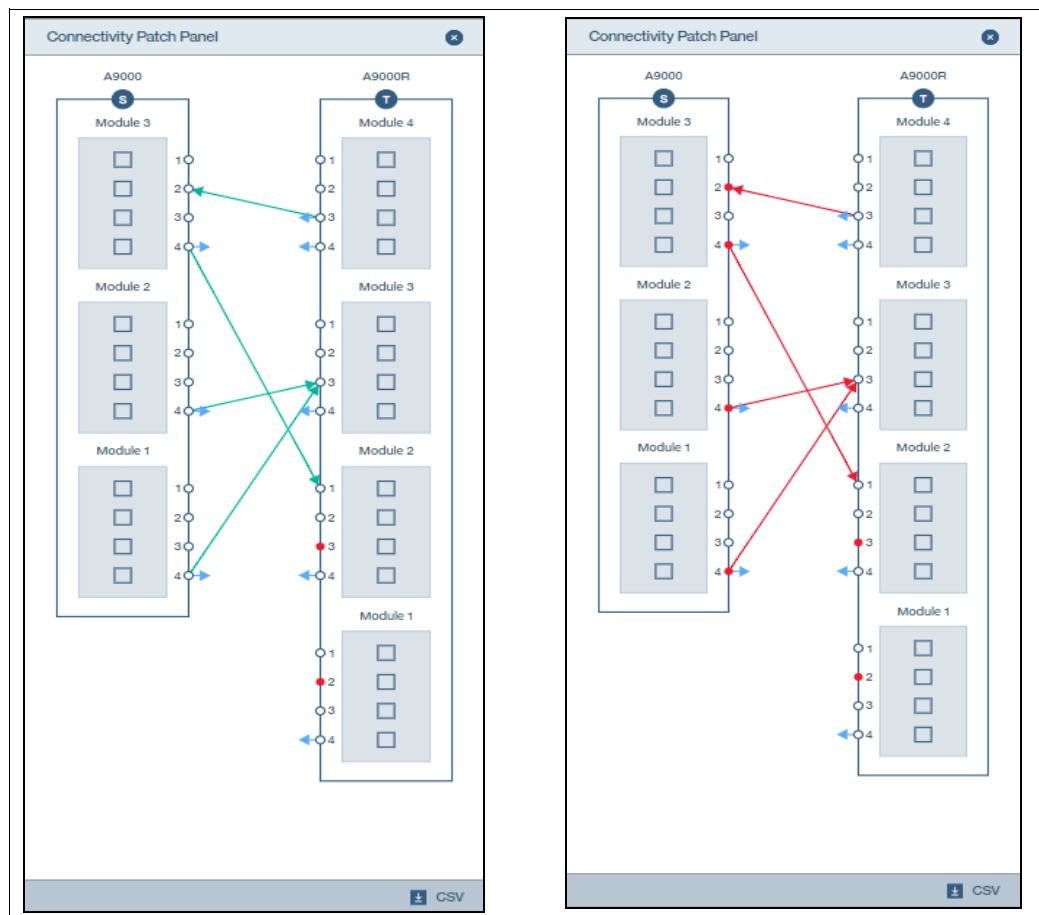 Connectivity Patch Panel
A9000 A9000R
S T
Module 3 Module 4
1 1
2 2
3 3
4 4
Module 2 Module 3
1 1
2 2
3 3
4 4
Module 1 Module 2
1 1
2 2
3 3
4 4
Module 1
1
2
3
4
CSV
Connectivity Patch Panel
A9000 A9000R
S T
Module 3 Module 4
1 1
2 2
3 3
4 4
Module 2 Module 3
1 1
2 2
3 3
4 4
Module 1 Module 2
1 1
2 2
3 3
4 4
Module 1
1
2
3
4
CSV